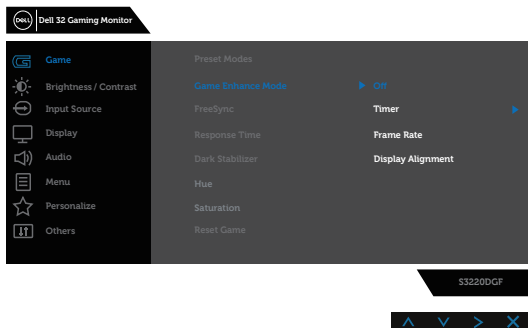 DELL Dell 32 Gaming Monitor
Game
Brightness / Contrast
Input Source
Display
Audio
Menu
Personalize
Others
Preset Modes
Game Enhance Mode
FreeSync
Response Time
Dark Stabilizer
Hue
Saturation
Reset Game
Off
Timer
Frame Rate
Display Alignment
S3220DGF